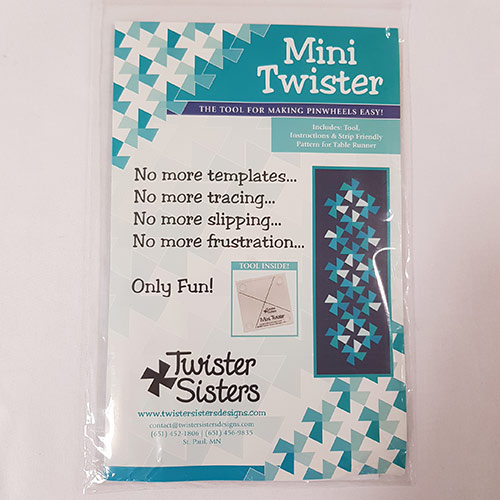 Mini
Twister
THE TOOL FOR MAKING PINWHEELS EASY!
Includes: Tool,
Instructions & Strip Friendly
Pattern for Table Runner
No more templates...
No more tracing...
No more slipping...
No more frustration...
TOOL INSIDE!
Only Fun!
Mini Twister
Twister
Sisters
www.twistersistersdesigns.com
contact@twistersistersdesigns.com
(651) 452-1806 | (651) 456-9835
St. Paul, MN